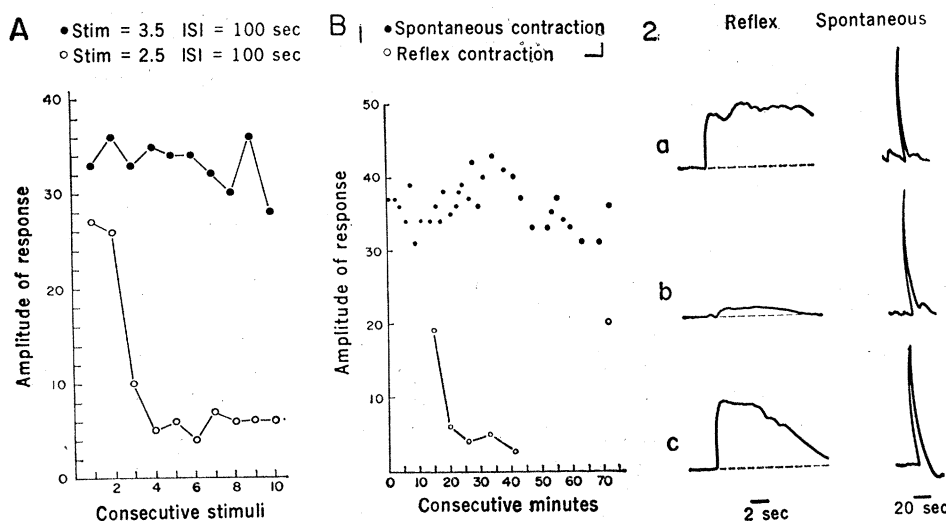 A
● Stim = 3.5 ISI = 100 sec
○ Stim = 2.5 ISI = 100 sec
Amplitude of response
40
30
20
10
0
2 4 6 8 10
Consecutive stimuli
B 1
● Spontaneous contraction
○ Reflex contraction
Amplitude of response
50
40
30
20
10
0 10 20 30 40 50 60 70
Consecutive minutes
2.
Reflex Spontaneous
a
b
c
2 sec 20 sec